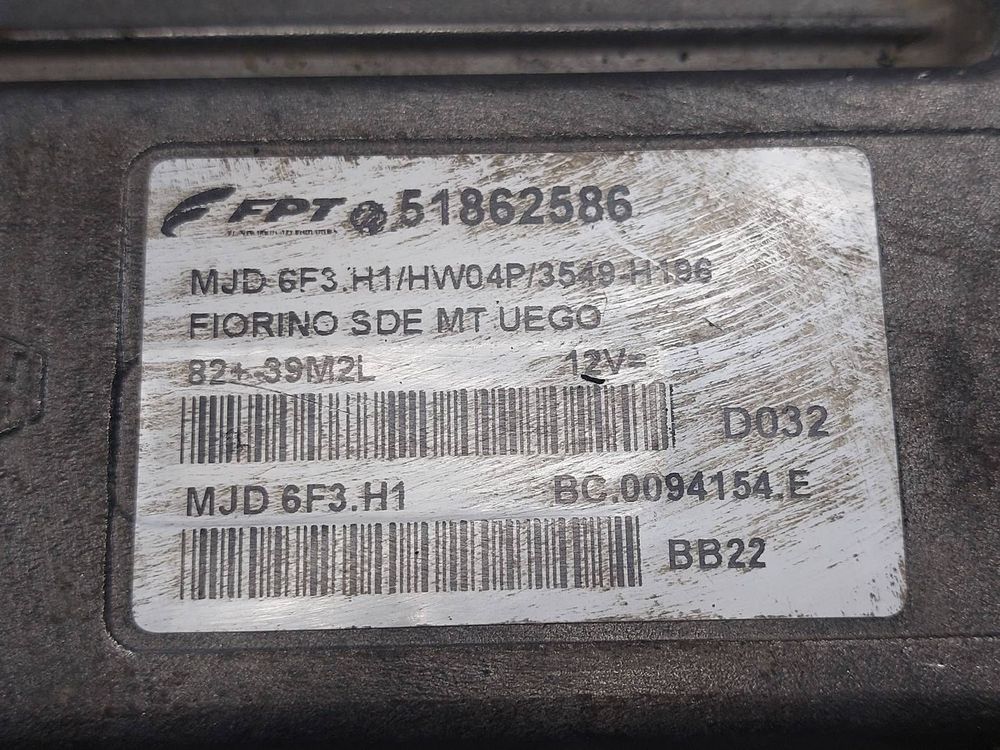 FPT 51862586
MJD 6F3.H1/HW04P/3549-H196
FIORINO SDE MT UEGO
82+.39M2L 12V=
D032
MJD 6F3.H1 BC.0094154.E
BB22